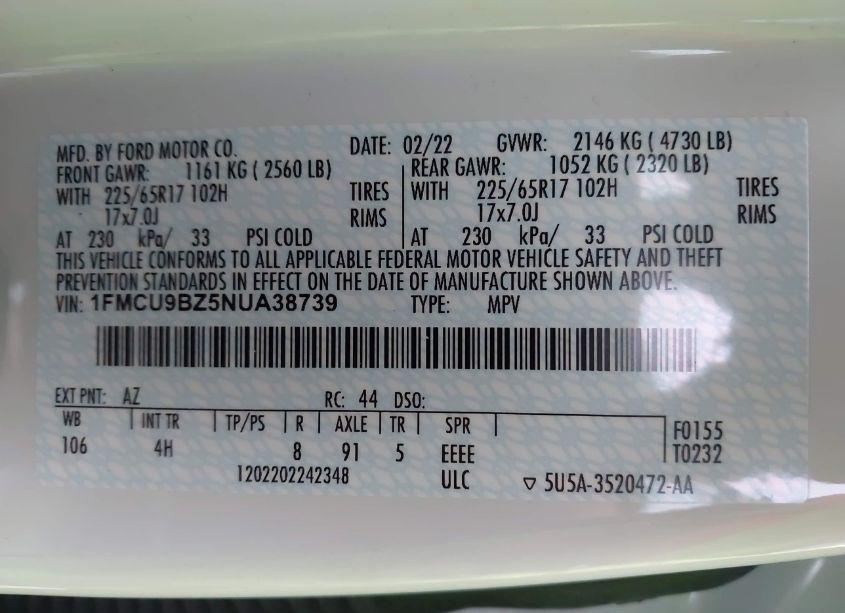 MFD. BY FORD MOTOR CO. DATE: 02/22 GVWR: 2146 KG ( 4730 LB)
FRONT GAWR: 1161 KG ( 2560 LB) REAR GAWR: 1052 KG ( 2320 LB)
WITH 225/65R17 102H TIRES WITH 225/65R17 102H TIRES
17x7.0J RIMS 17x7.0J RIMS
AT 230 kPa/ 33 PSI COLD AT 230 kPa/ 33 PSI COLD
THIS VEHICLE CONFORMS TO ALL APPLICABLE FEDERAL MOTOR VEHICLE SAFETY AND THEFT
PREVENTION STANDARDS IN EFFECT ON THE DATE OF MANUFACTURE SHOWN ABOVE.
VIN: 1FMCU9BZ5NUA38739 TYPE: MPV
EXT PNT: AZ RC: 44 DSO:
WB INT TR TP/PS R AXLE TR SPR F0155
106 4H 8 91 5 EEEE T0232
1202202242348 ULC ▽ 5U5A-3520472-AA